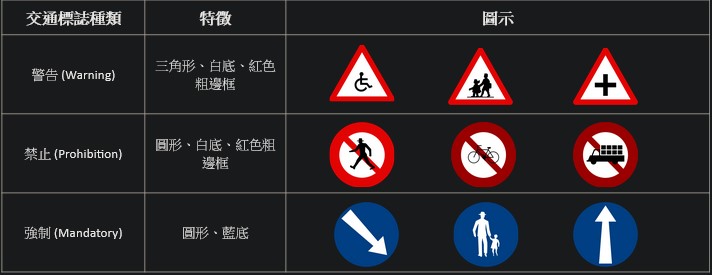 交通標誌種類 特徵 圖示
警告 (Warning)
三角形、白底、紅色
粗邊框
禁止 (Prohibition)
圓形、白底、紅色粗
邊框
強制 (Mandatory)
圓形、藍底